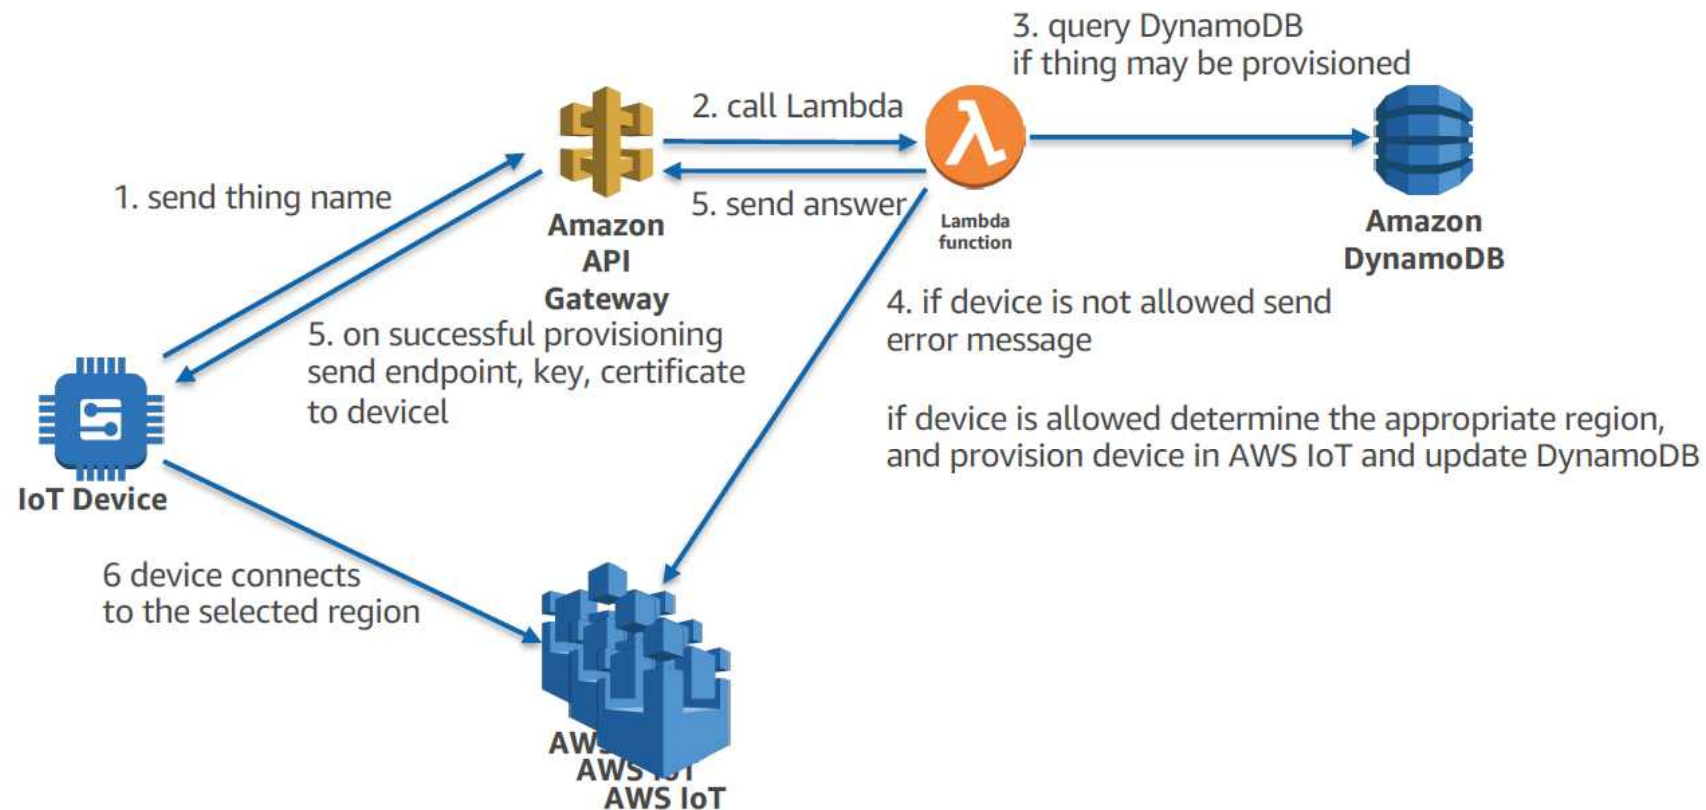 3. query DynamoDB
if thing may be provisioned
2. call Lambda
1. send thing name
5. send answer
Amazon
API
Gateway
Lambda
function
Amazon
DynamoDB
4. if device is not allowed send
error message
5. on successful provisioning
send endpoint, key, certificate
to devicel
if device is allowed determine the appropriate region,
and provision device in AWS IoT and update DynamoDB
IoT Device
6 device connects
to the selected region
AWS
AWS IoT
AWS IoT